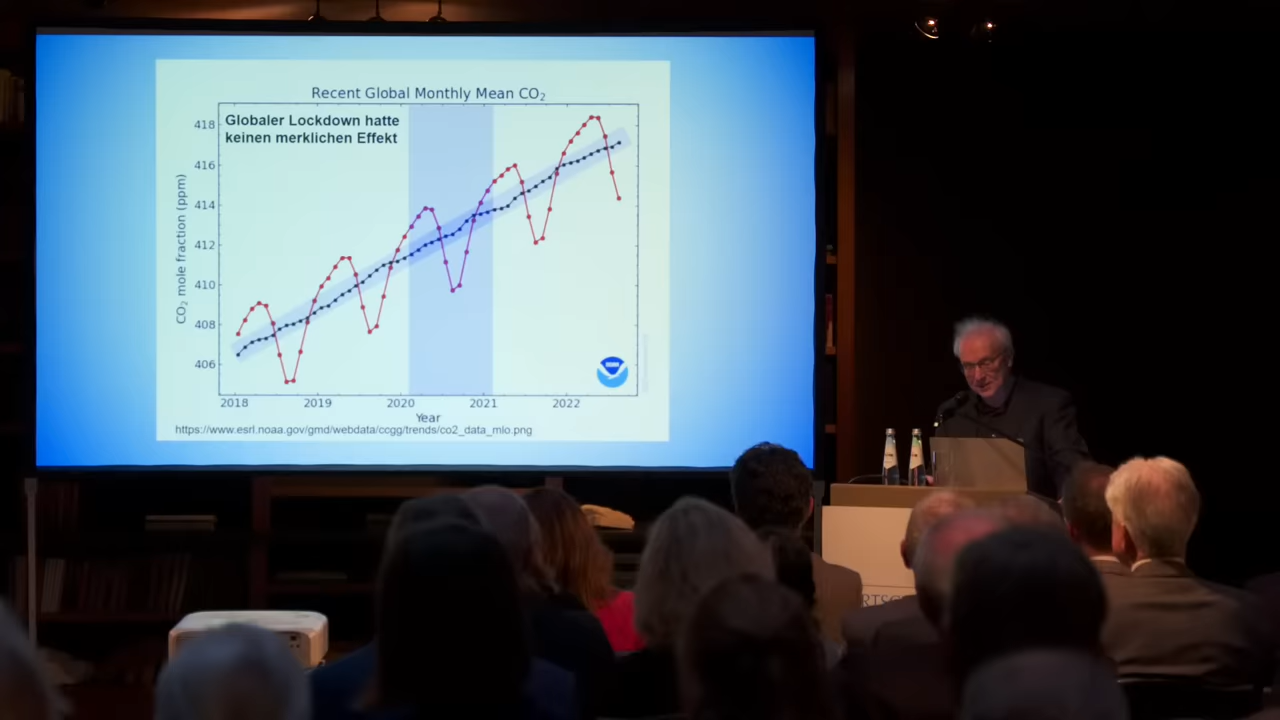 Recent Global Monthly Mean CO₂
Globaler Lockdown hatte
keinen merklichen Effekt
418
416
414
412
410
408
406
CO₂ mole fraction (ppm)
2018 2019 2020 2021 2022
Year
https://www.esrl.noaa.gov/gmd/webdata/ccgg/trends/co2_data_mlo.png